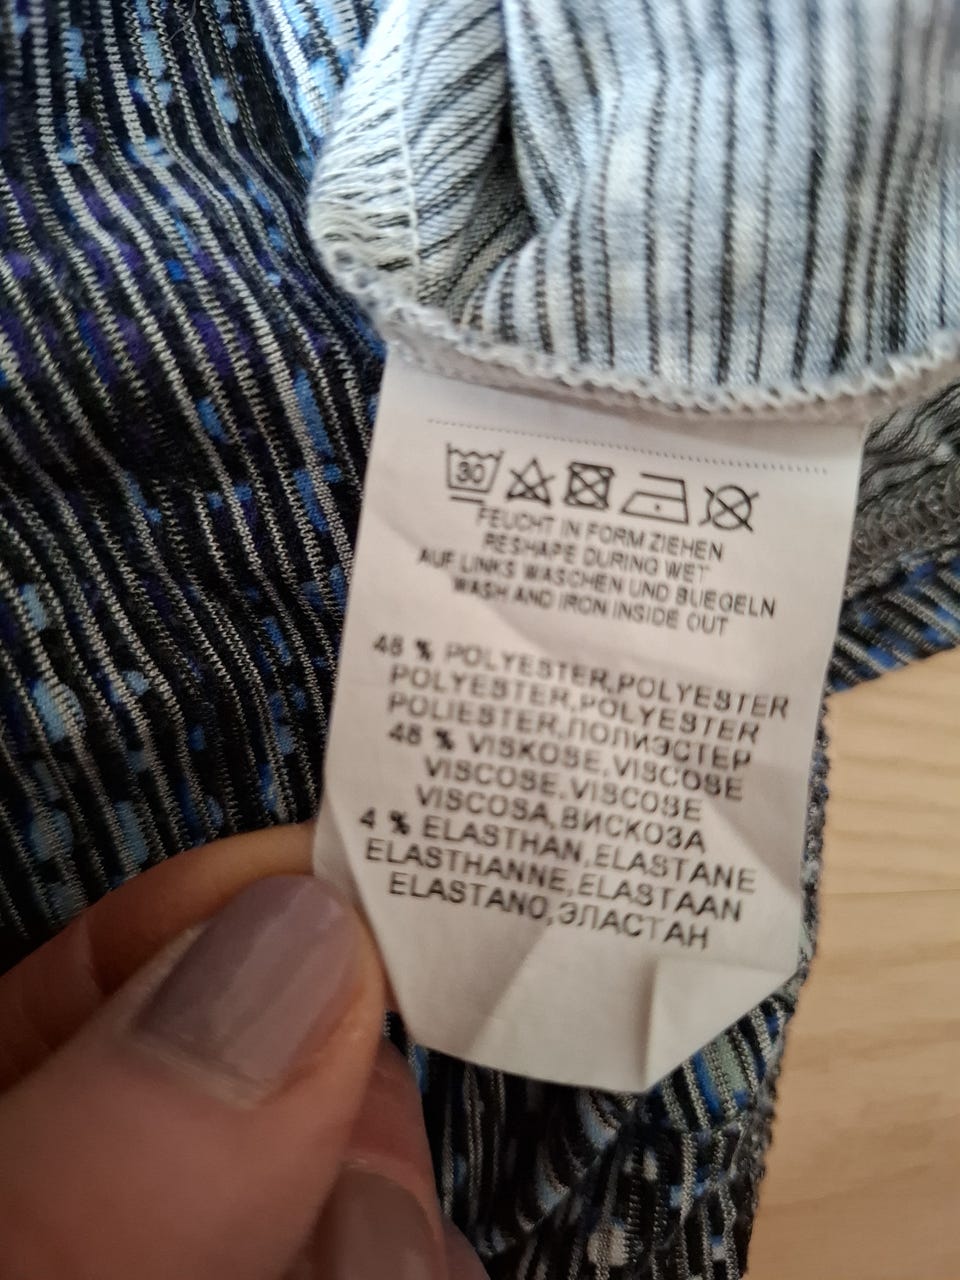 30
FEUCHT IN FORM ZIEHEN
RESHAPE DURING WET
AUF LINKS WASCHEN UND BUEGELN
WASH AND IRON INSIDE OUT
48 % POLYESTER,POLYESTER
POLYESTER,POLYESTER
POLIESTER,ПОЛИЭСТЕР
48 % VISKOSE,VISCOSE
VISCOSE,VISCOSE
VISCOSA,ВИСКОЗА
4 % ELASTHAN,ELASTANE
ELASTHANNE,ELASTAAN
ELASTANO,ЭЛАСТАН